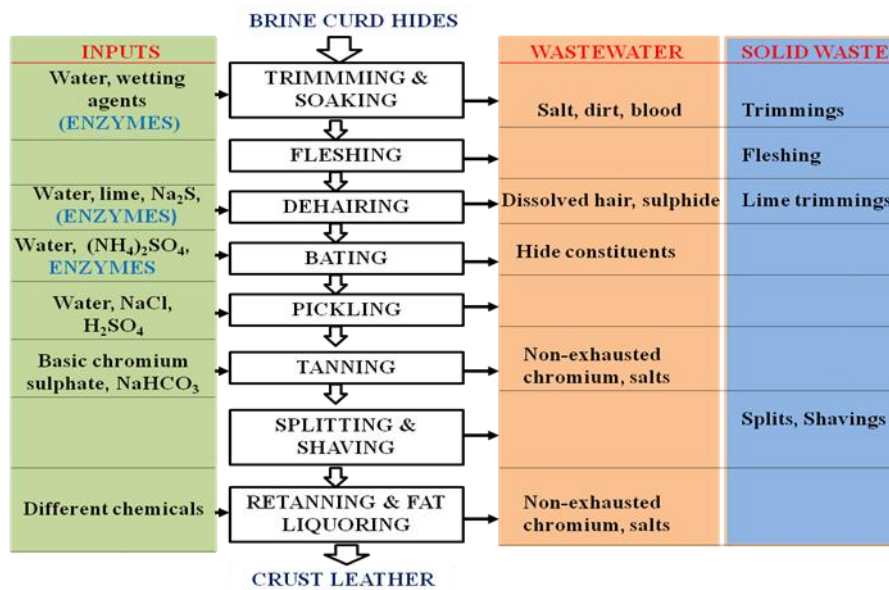 BRINE CURD HIDES
INPUTS
WASTEWATER
SOLID WASTE
Water, wetting
agents
(ENZYMES)
TRIMMMING &
SOAKING
Salt, dirt, blood
Trimmings
FLESHING
Fleshing
Water, lime, Na₂S,
(ENZYMES)
DEHAIRING
Dissolved hair, sulphide
Lime trimmings
Water, (NH₄)₂SO₄,
ENZYMES
BATING
Hide constituents
Water, NaCl,
H₂SO₄
PICKLING
Basic chromium
sulphate, NaHCO₃
TANNING
Non-exhausted
chromium, salts
SPLITTING &
SHAVING
Splits, Shavings
Different chemicals
RETANNING & FAT
LIQUORING
Non-exhausted
chromium, salts
CRUST LEATHER